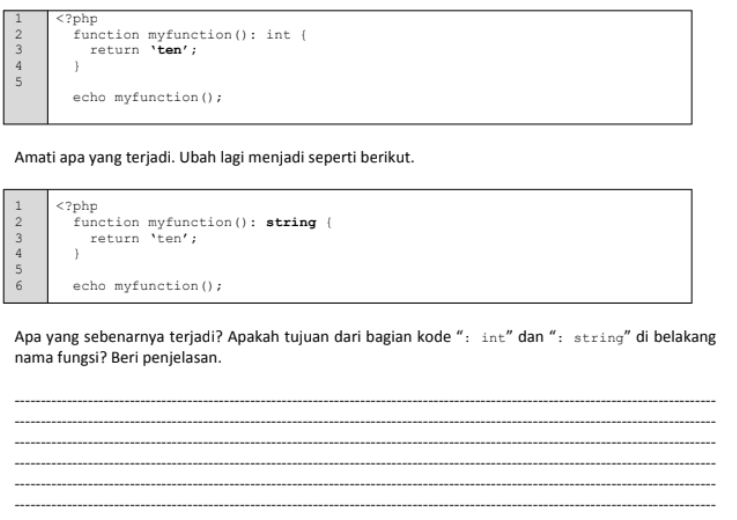 1 <?php
2 function myfunction(): int {
3 return ‵ten′;
4 }
5
echo myfunction();
Amati apa yang terjadi. Ubah lagi menjadi seperti berikut.
1 <?php
2 function myfunction(): string {
3 return ‵ten′;
4 }
5
6 echo myfunction();
Apa yang sebenarnya terjadi? Apakah tujuan dari bagian kode “: int” dan “: string” di belakang
nama fungsi? Beri penjelasan.